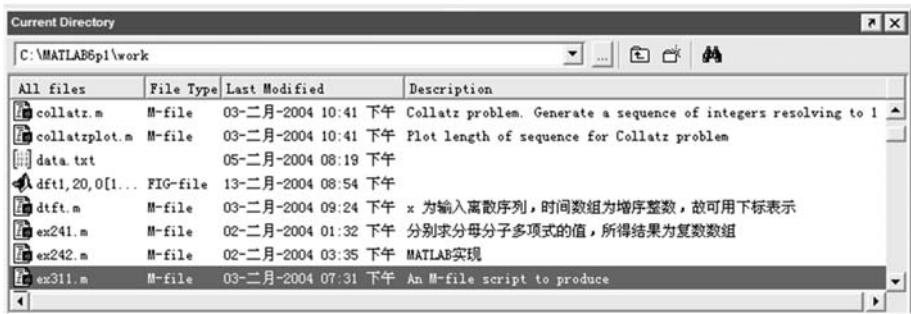 Current Directory
C:\MATLAB6p1\work
...
All files File Type Last Modified Description
collatz.m M-file 03-二月-2004 10:41 下午 Collatz problem. Generate a sequence of integers resolving to 1
collatzplot.m M-file 03-二月-2004 10:41 下午 Plot length of sequence for Collatz problem
data.txt 05-二月-2004 08:19 下午
dft1,20,0[1... FIG-file 13-二月-2004 08:54 下午
dtft.m M-file 03-二月-2004 09:24 下午 x 为输入离散序列，时间数组为增序整数，故可用下标表示
ex241.m M-file 02-二月-2004 01:32 下午 分别求分母分子多项式的值，所得结果为复数数组
ex242.m M-file 02-二月-2004 03:35 下午 MATLAB实现
ex311.m M-file 03-二月-2004 07:31 下午 An M-file script to produce